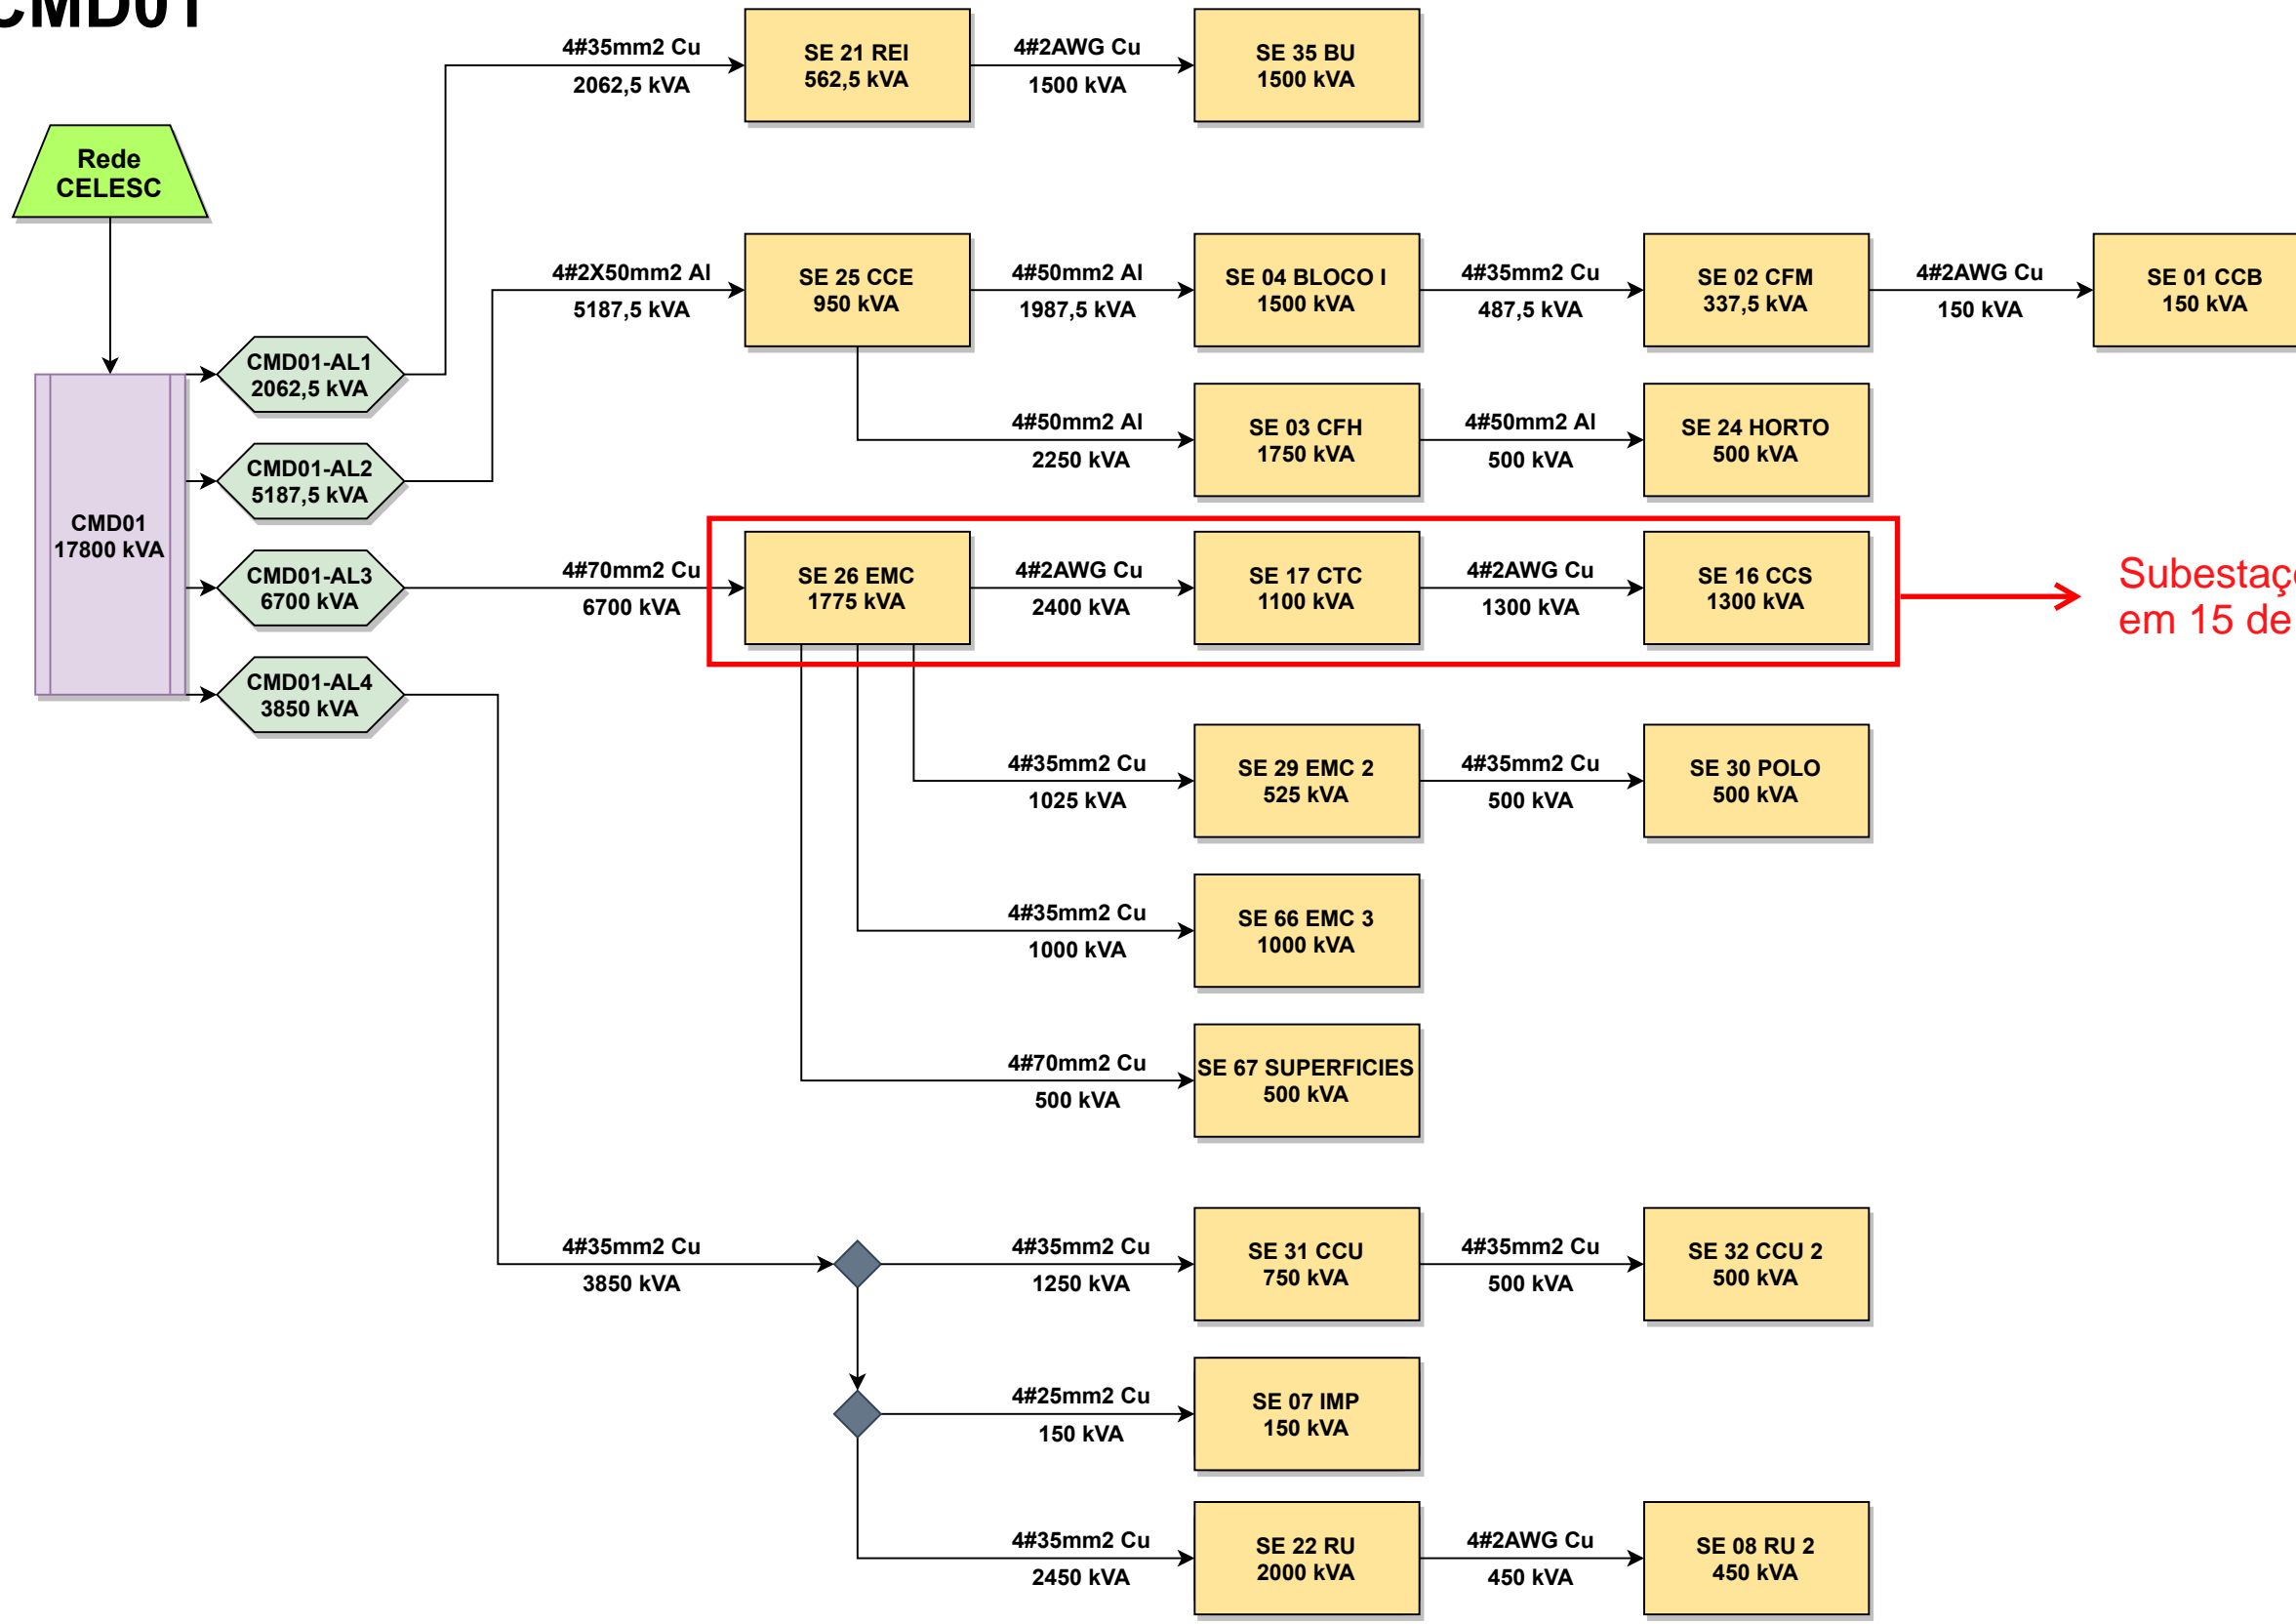 CMD01
4#35mm2 Cu
2062,5 kVA
SE 21 REI
562,5 kVA
4#2AWG Cu
1500 kVA
SE 35 BU
1500 kVA
Rede
CELESC
4#2X50mm2 Al
5187,5 kVA
SE 25 CCE
950 kVA
4#50mm2 Al
1987,5 kVA
SE 04 BLOCO I
1500 kVA
4#35mm2 Cu
487,5 kVA
SE 02 CFM
337,5 kVA
4#2AWG Cu
150 kVA
SE 01 CCB
150 kVA
CMD01-AL1
2062,5 kVA
4#50mm2 Al
2250 kVA
SE 03 CFH
1750 kVA
4#50mm2 Al
500 kVA
SE 24 HORTO
500 kVA
CMD01-AL2
5187,5 kVA
CMD01
17800 kVA
CMD01-AL3
6700 kVA
4#70mm2 Cu
6700 kVA
SE 26 EMC
1775 kVA
4#2AWG Cu
2400 kVA
SE 17 CTC
1100 kVA
4#2AWG Cu
1300 kVA
SE 16 CCS
1300 kVA
em 15 de
CMD01-AL4
3850 kVA
4#35mm2 Cu
1025 kVA
SE 29 EMC 2
525 kVA
4#35mm2 Cu
500 kVA
SE 30 POLO
500 kVA
4#35mm2 Cu
1000 kVA
SE 66 EMC 3
1000 kVA
4#70mm2 Cu
500 kVA
SE 67 SUPERFICIES
500 kVA
4#35mm2 Cu
3850 kVA
4#35mm2 Cu
1250 kVA
SE 31 CCU
750 kVA
4#35mm2 Cu
500 kVA
SE 32 CCU 2
500 kVA
4#25mm2 Cu
150 kVA
SE 07 IMP
150 kVA
4#35mm2 Cu
2450 kVA
SE 22 RU
2000 kVA
4#2AWG Cu
450 kVA
SE 08 RU 2
450 kVA